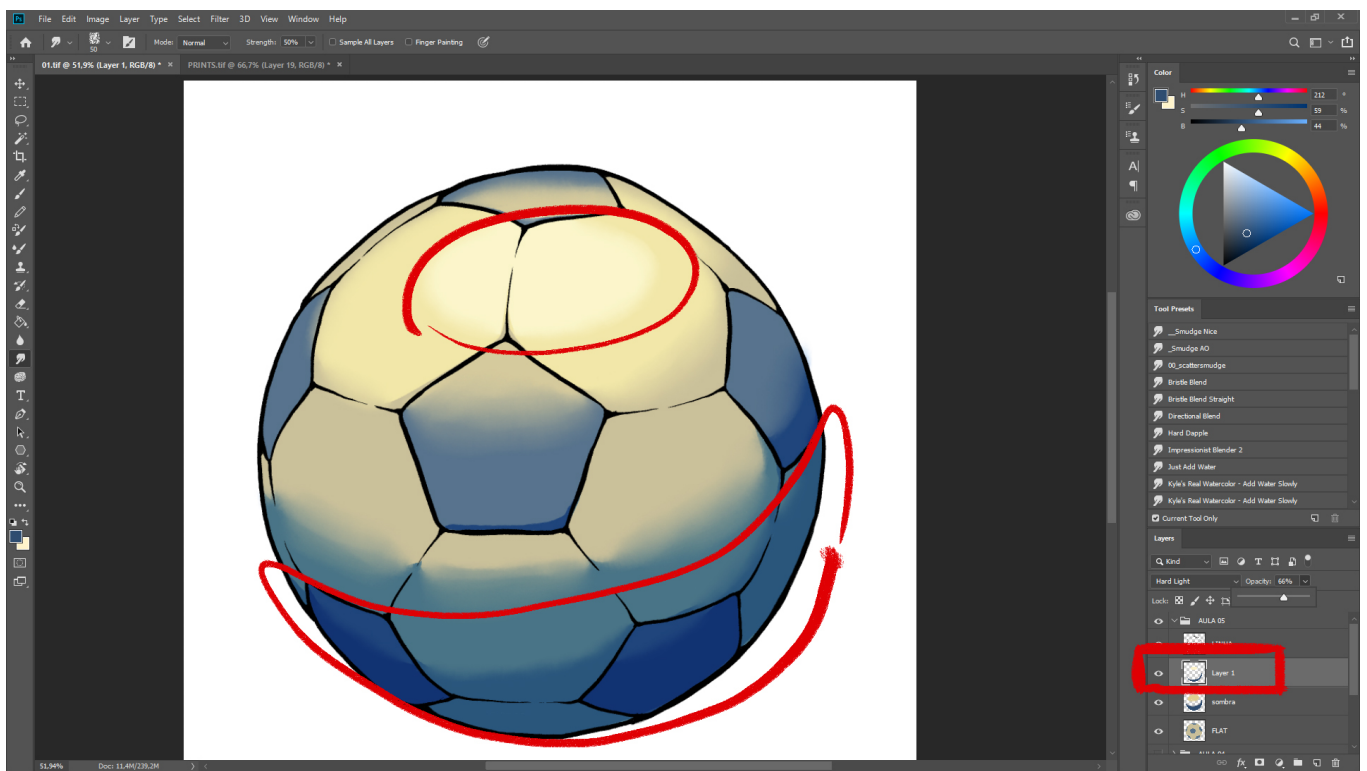 Ps File Edit Image Layer Type Select Filter 3D View Window Help
50 Mode: Normal Strength: 50% Sample All Layers Finger Painting
01.tif @ 51,9% (Layer 1, RGB/8) * × PRINTS.tif @ 66,7% (Layer 19, RGB/8) * ×
Color
H 212 °
S 59 %
B 44 %
Tool Presets
__Smudge Nice
_Smudge AO
00_scattersmudge
Bristle Blend
Bristle Blend Straight
Directional Blend
Hard Dapple
Impressionist Blender 2
Just Add Water
Kyle's Real Watercolor - Add Water Slowly
Kyle's Real Watercolor - Add Water Slowly
Current Tool Only
Layers
Kind
Hard Light Opacity: 66%
Lock:
AULA 05
Layer 1
sombra
FLAT
51,94% Doc: 11,4M/239,2M